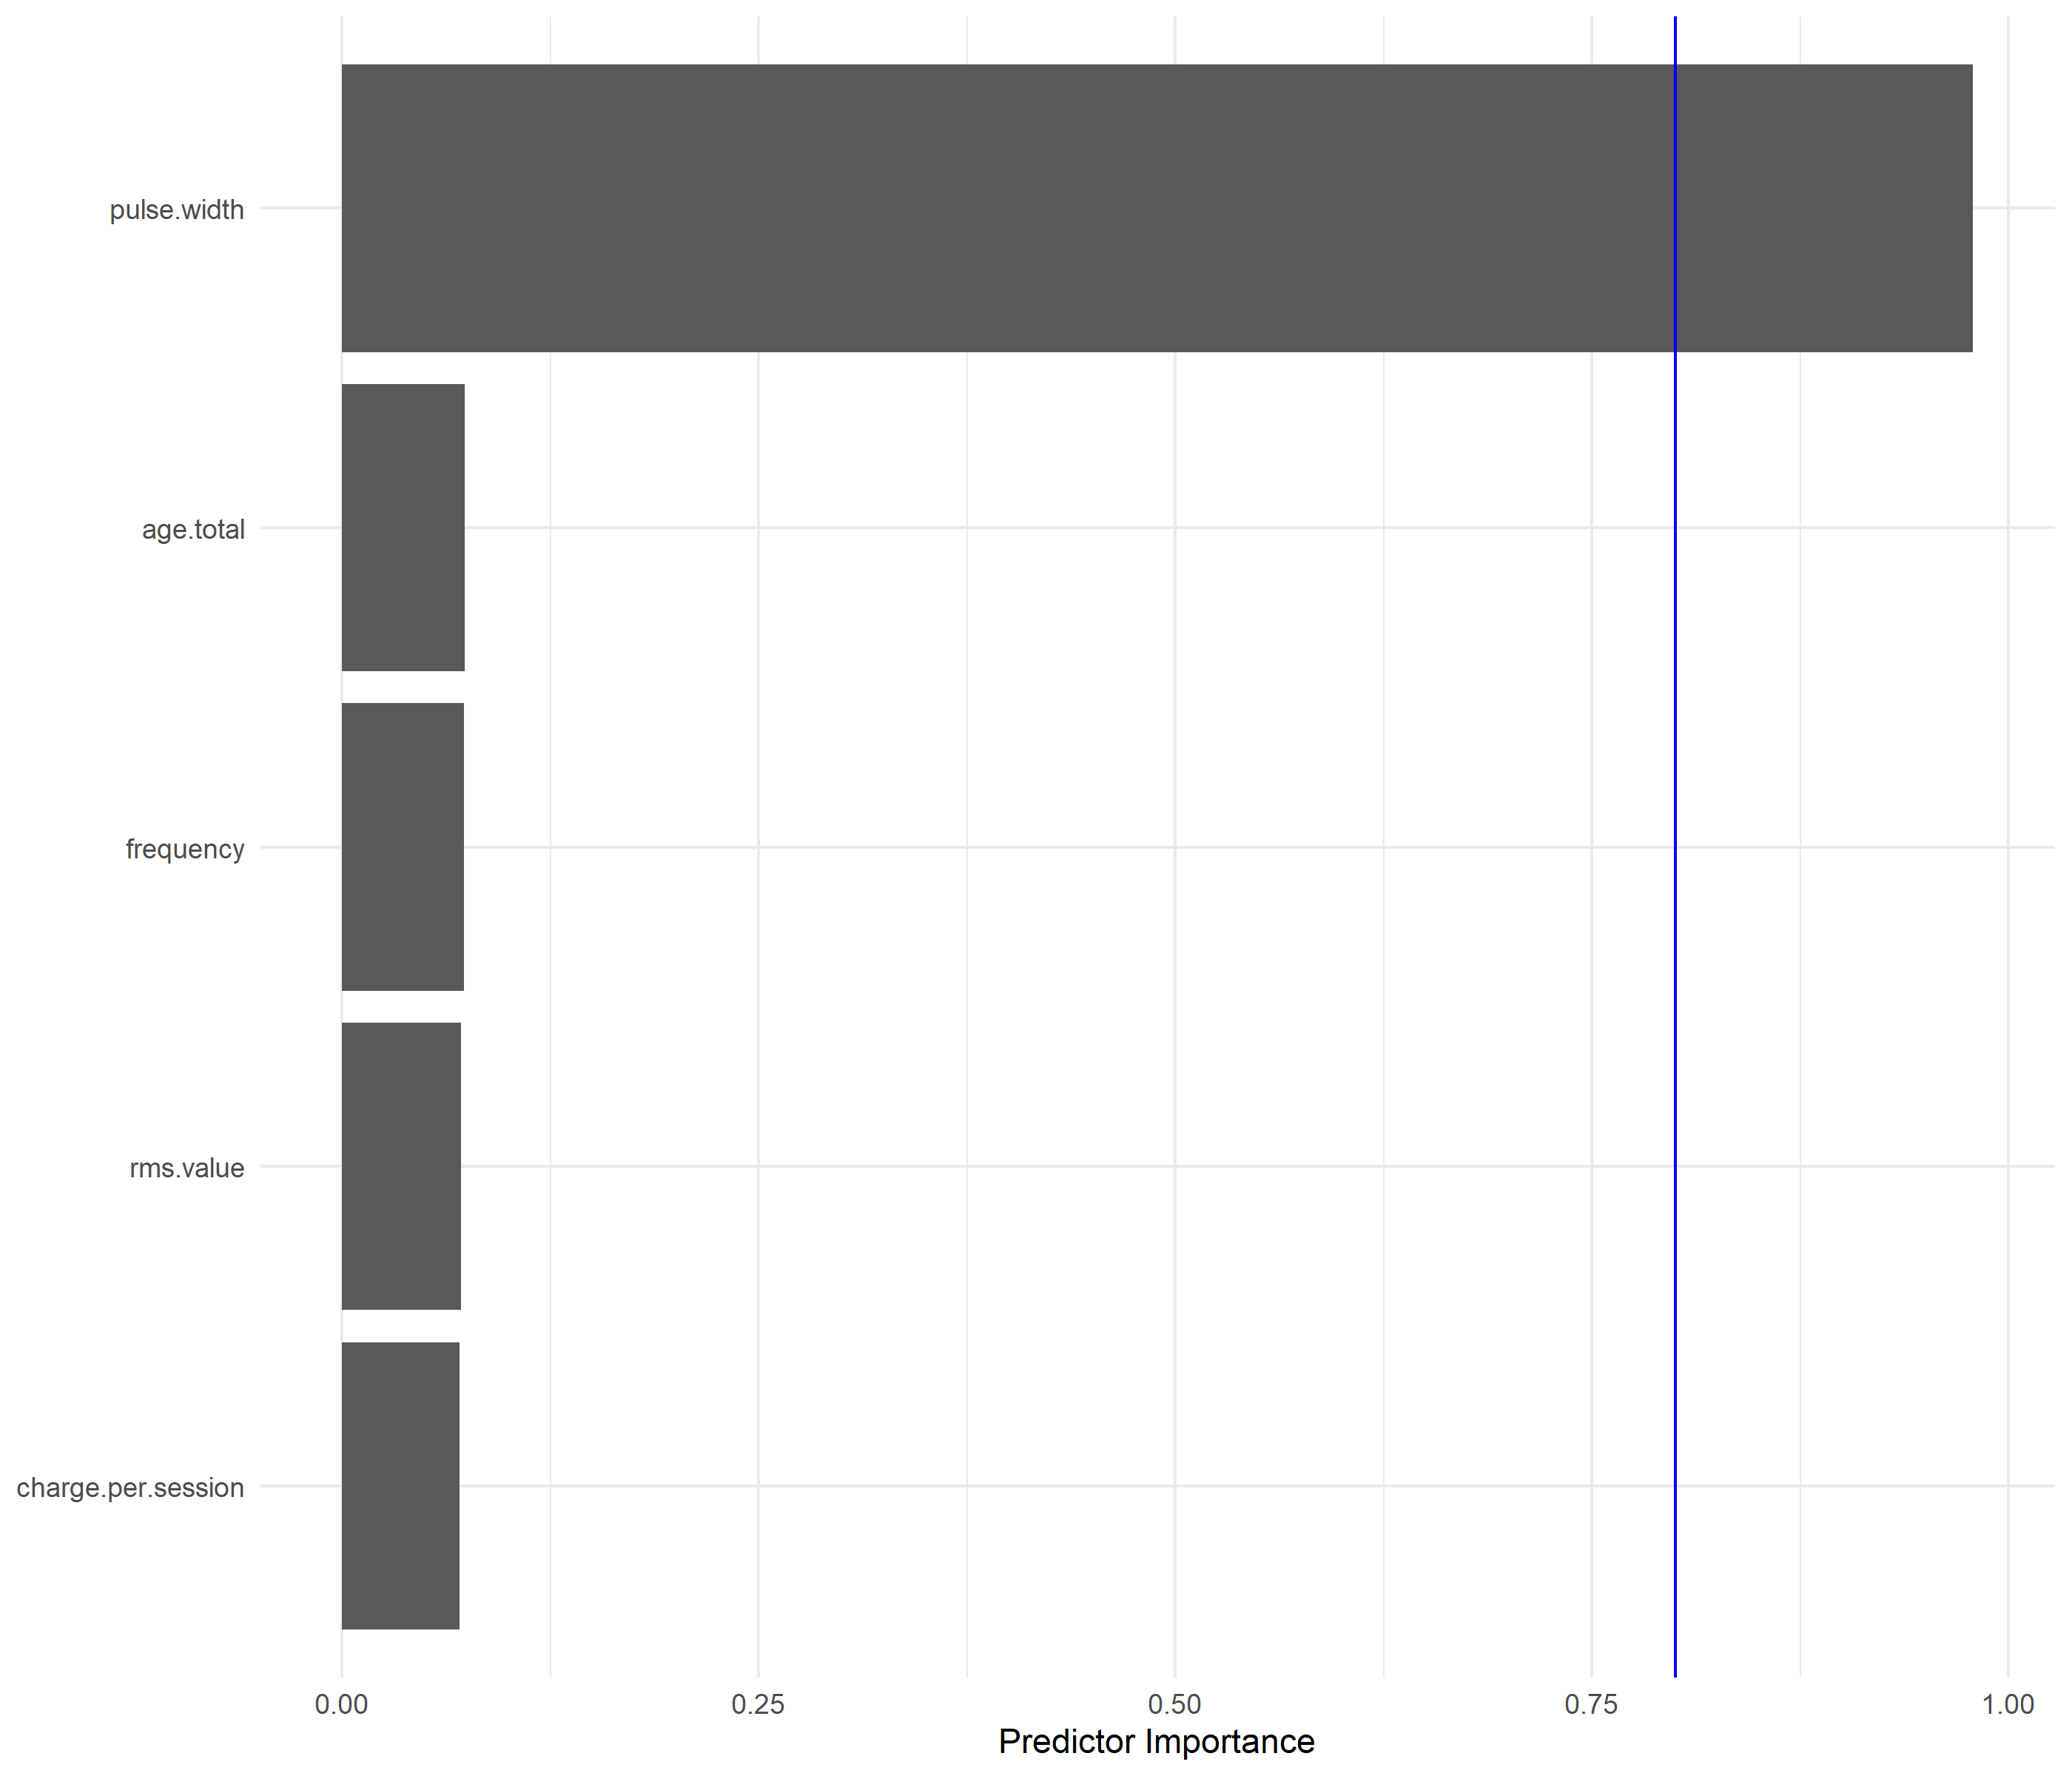 pulse.width
age.total
frequency
rms.value
charge.per.session
0.00 0.25 0.50 0.75 1.00
Predictor Importance